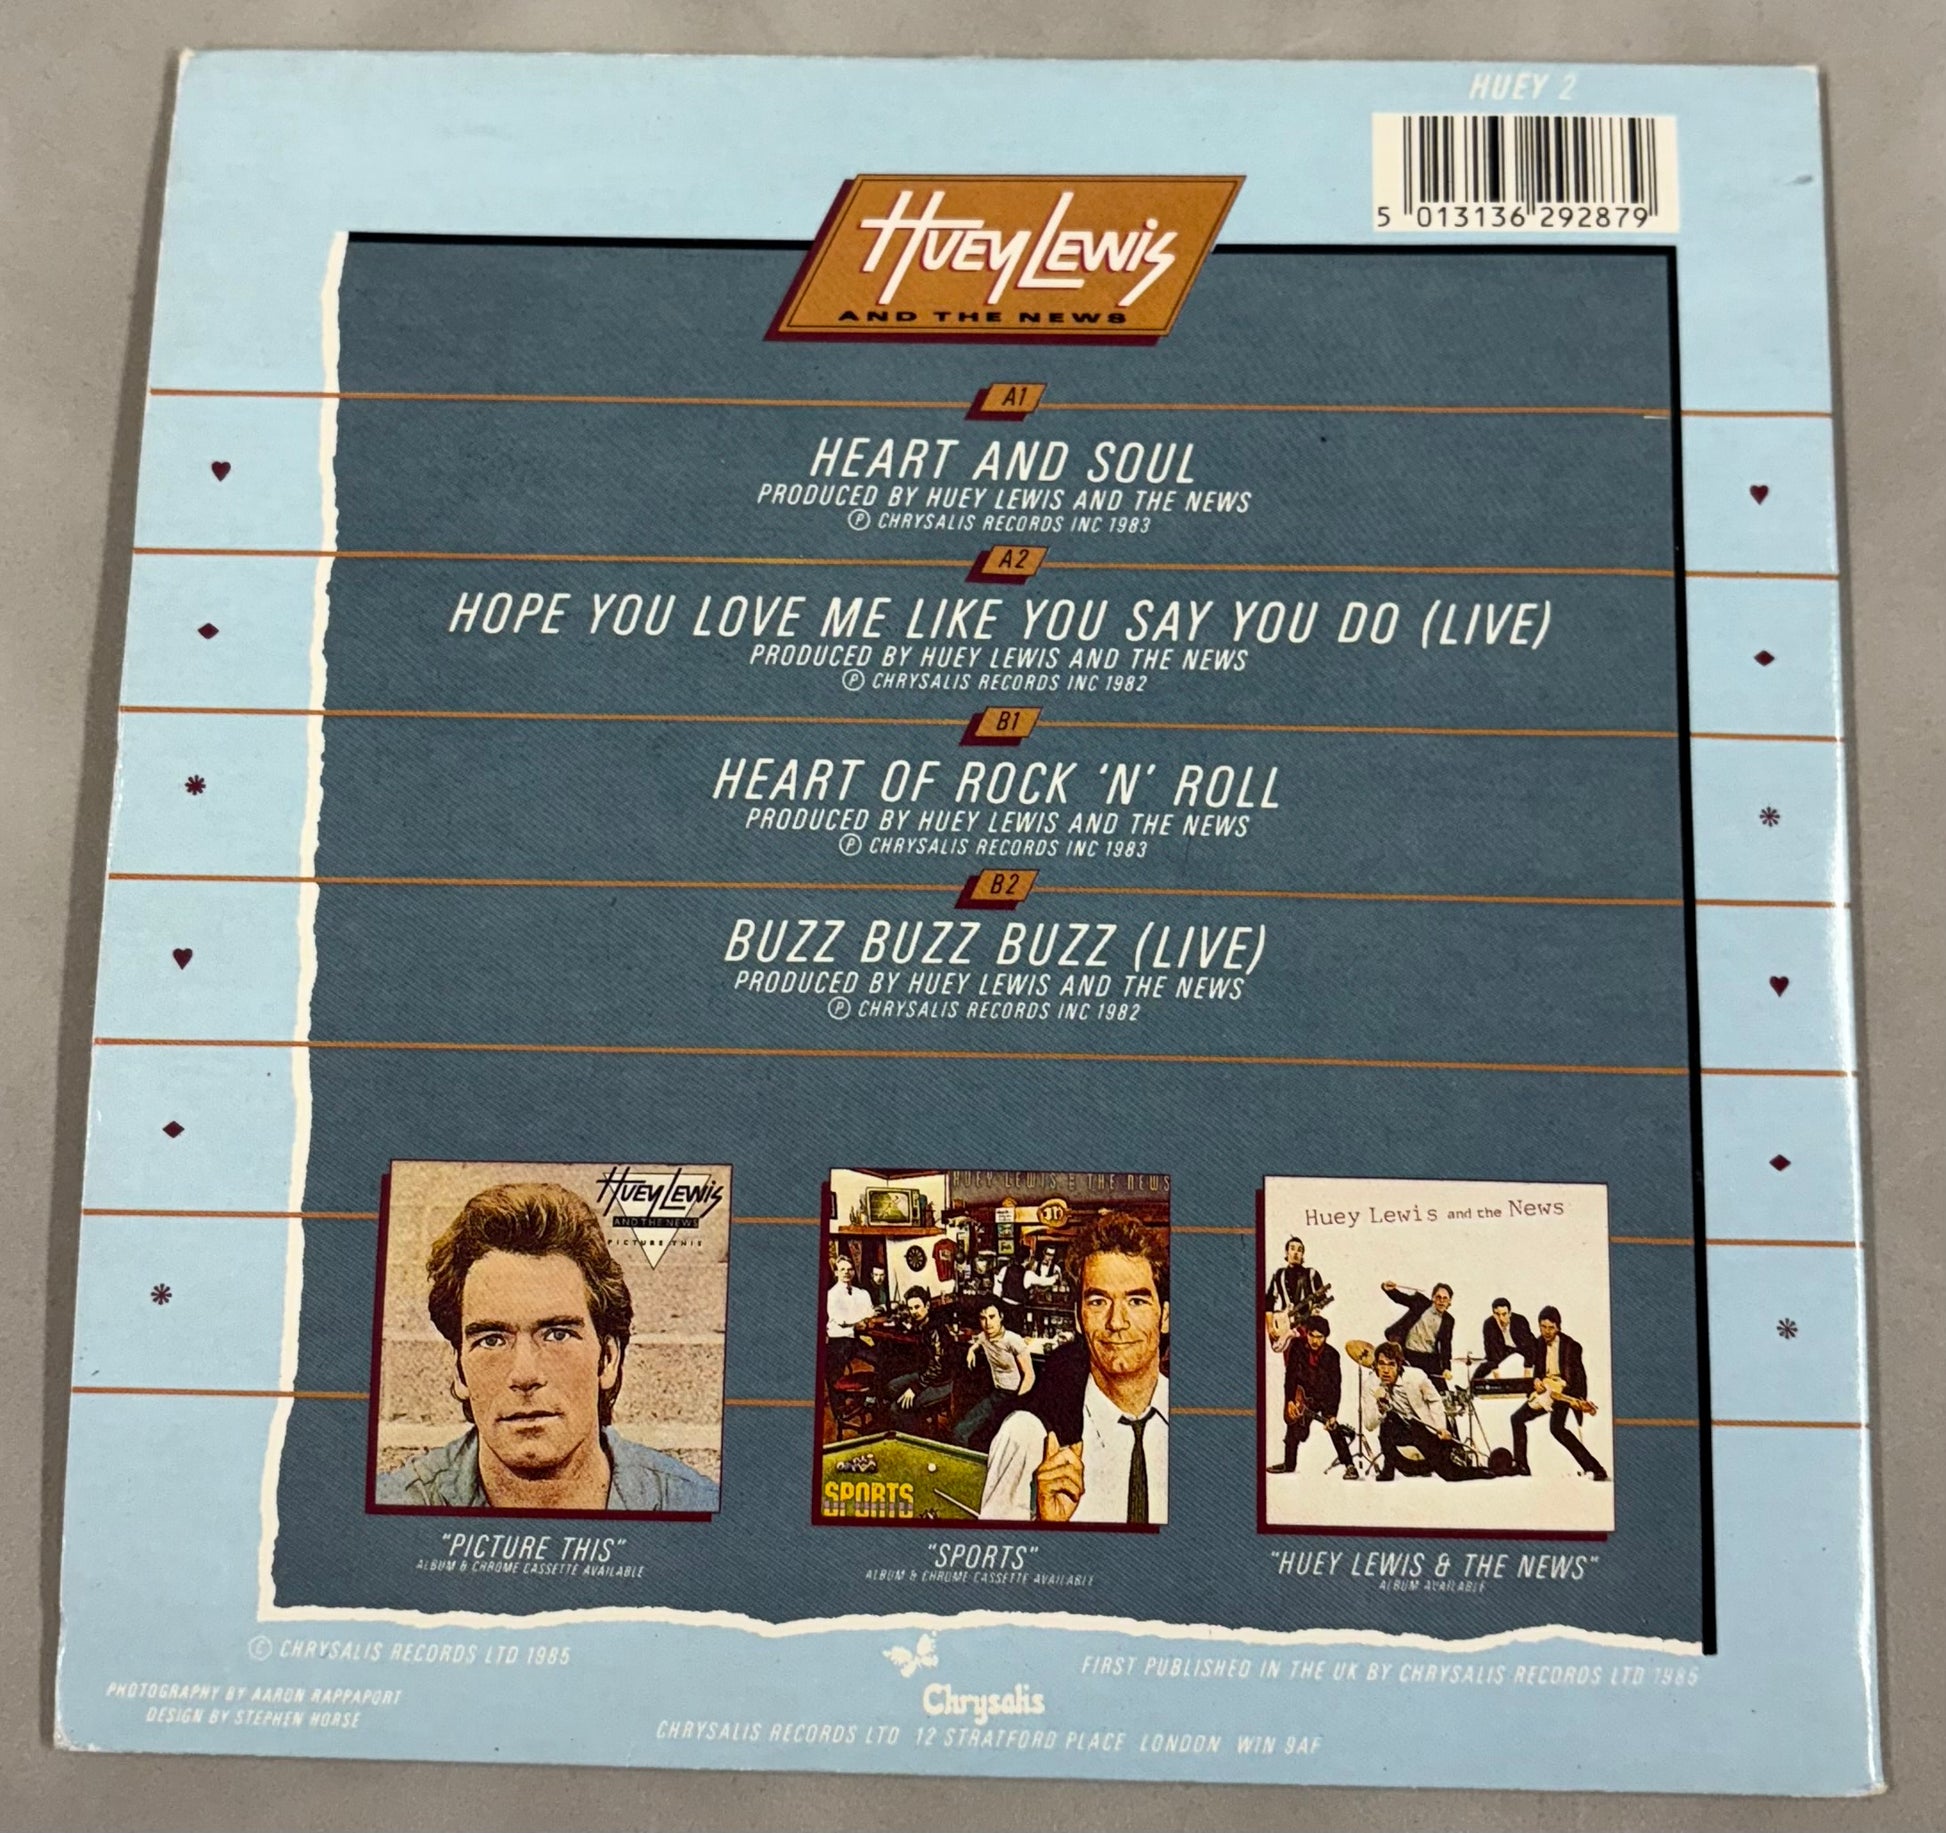 HUEY 2
5 013136 292879
HUEY LEWIS
AND THE NEWS
A1
HEART AND SOUL
PRODUCED BY HUEY LEWIS AND THE NEWS
Ⓟ CHRYSALIS RECORDS INC 1983
A2
HOPE YOU LOVE ME LIKE YOU SAY YOU DO (LIVE)
PRODUCED BY HUEY LEWIS AND THE NEWS
Ⓟ CHRYSALIS RECORDS INC 1982
B1
HEART OF ROCK ‘N’ ROLL
PRODUCED BY HUEY LEWIS AND THE NEWS
Ⓟ CHRYSALIS RECORDS INC 1983
B2
BUZZ BUZZ BUZZ (LIVE)
PRODUCED BY HUEY LEWIS AND THE NEWS
Ⓟ CHRYSALIS RECORDS INC 1982
HUEY LEWIS
AND THE NEWS
PICTURE THIS
HUEY LEWIS & THE NEWS
SPORTS
Huey Lewis and the News
"PICTURE THIS"
ALBUM & CHROME CASSETTE AVAILABLE
"SPORTS"
ALBUM & CHROME CASSETTE AVAILABLE
"HUEY LEWIS & THE NEWS"
ALBUM AVAILABLE
© CHRYSALIS RECORDS LTD 1985
FIRST PUBLISHED IN THE UK BY CHRYSALIS RECORDS LTD 1985
PHOTOGRAPHY BY AARON RAPPAPORT
DESIGN BY STEPHEN HORSE
Chrysalis
CHRYSALIS RECORDS LTD 12 STRATFORD PLACE LONDON W1N 9AF